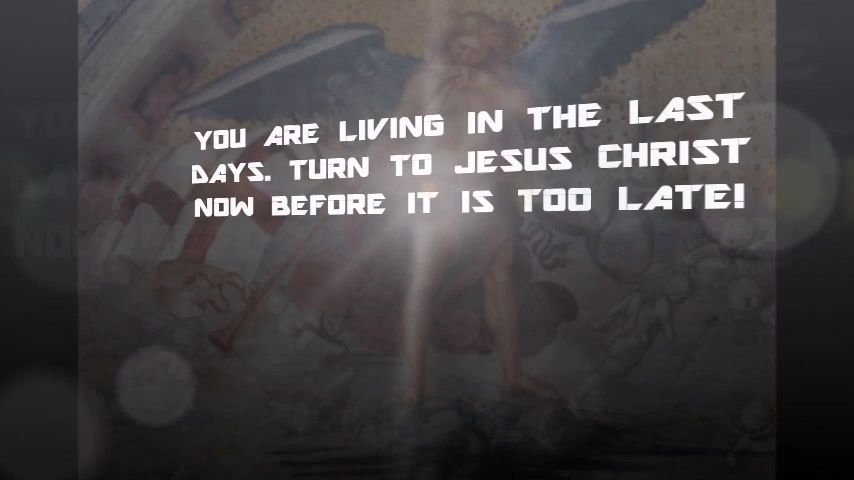 YOU ARE LIVING IN THE LAST
DAYS. TURN TO JESUS CHRIST
NOW BEFORE IT IS TOO LATE!